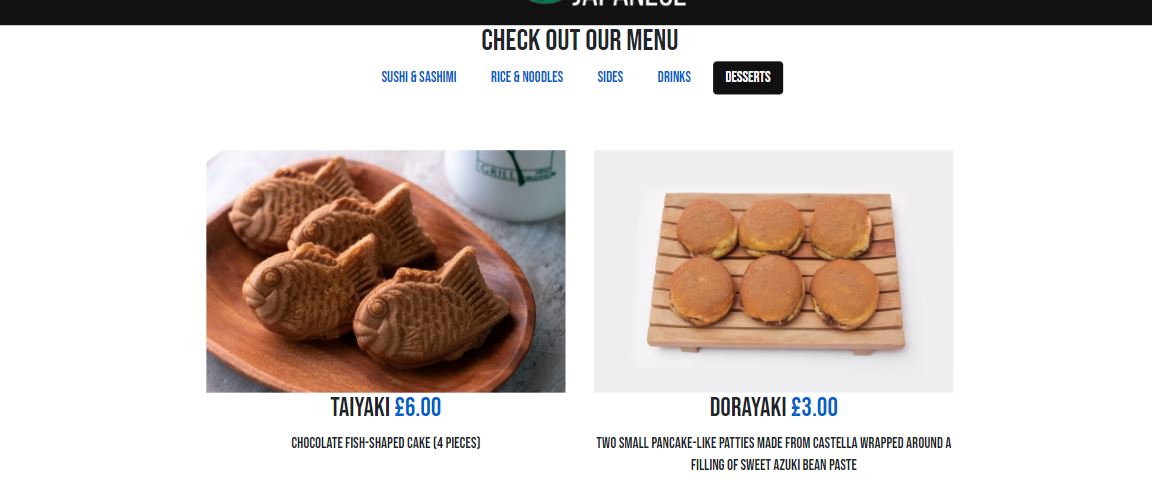 JAPANESE
CHECK OUT OUR MENU
SUSHI & SASHIMI RICE & NOODLES SIDES DRINKS DESSERTS
GRILL
TAIYAKI £6.00
DORAYAKI £3.00
CHOCOLATE FISH-SHAPED CAKE (4 PIECES)
TWO SMALL PANCAKE-LIKE PATTIES MADE FROM CASTELLA WRAPPED AROUND A
FILLING OF SWEET AZUKI BEAN PASTE